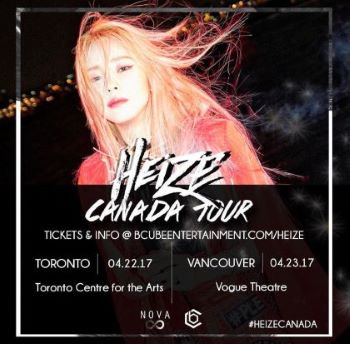 HEIZE
CANADA TOUR
TICKETS & INFO @ BCUBEENTERTAINMENT.COM/HEIZE
TORONTO | 04.22.17
Toronto Centre for the Arts
VANCOUVER | 04.23.17
Vogue Theatre
NOVA
#HEIZECANADA